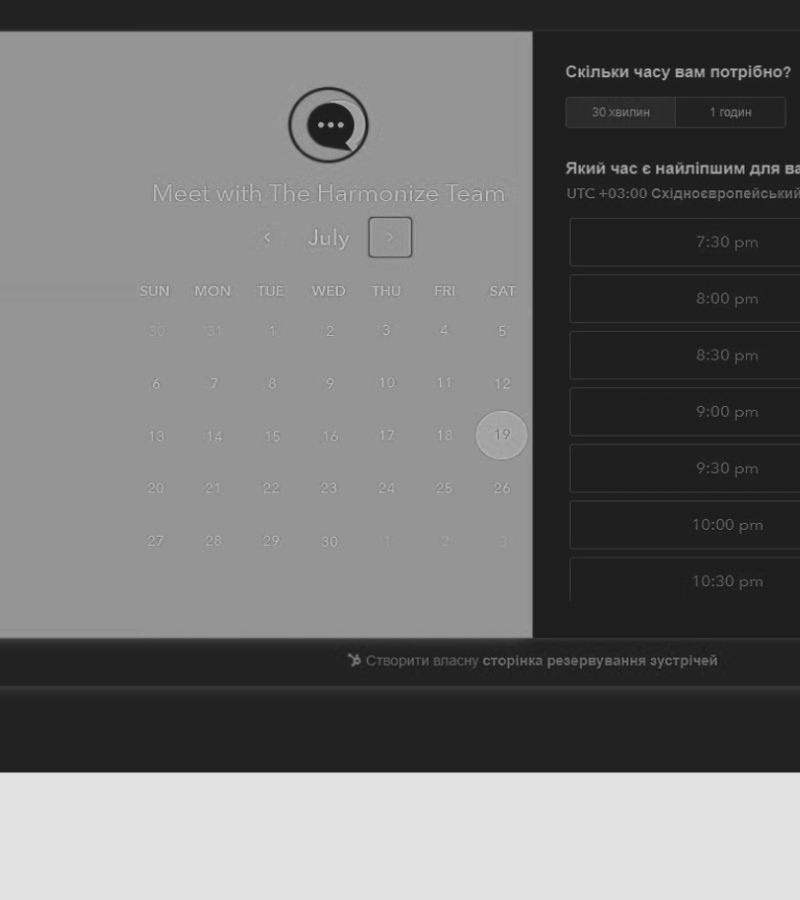 Meet with The Harmonize Team
July
SUN MON TUE WED THU FRI SAT
30 31 1 2 3 4 5
6 7 8 9 10 11 12
13 14 15 16 17 18 19
20 21 22 23 24 25 26
27 28 29 30 1 2 3
Скільки часу вам потрібно?
30 хвилин 1 годин
Який час є найліпшим для
UTC +03:00 Східноєвропейський
7:30 pm
8:00 pm
8:30 pm
9:00 pm
9:30 pm
10:00 pm
10:30 pm
Створити власну сторінка резервування зустрічей